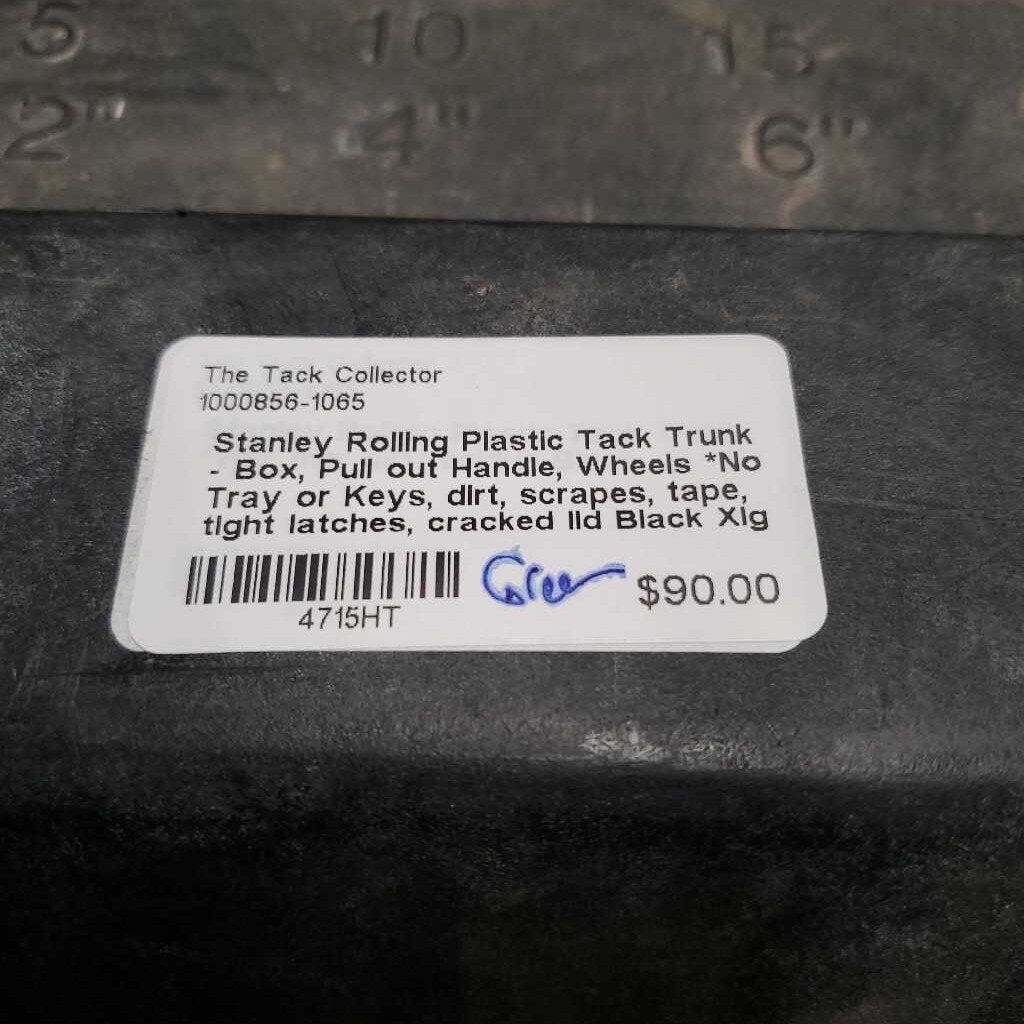 5 10 15
2" 4" 6"
The Tack Collector
1000856-1065
Stanley Rolling Plastic Tack Trunk
- Box, Pull out Handle, Wheels *No
Tray or Keys, dirt, scrapes, tape,
tight latches, cracked lid Black Xlg
Green $90.00
4715HT